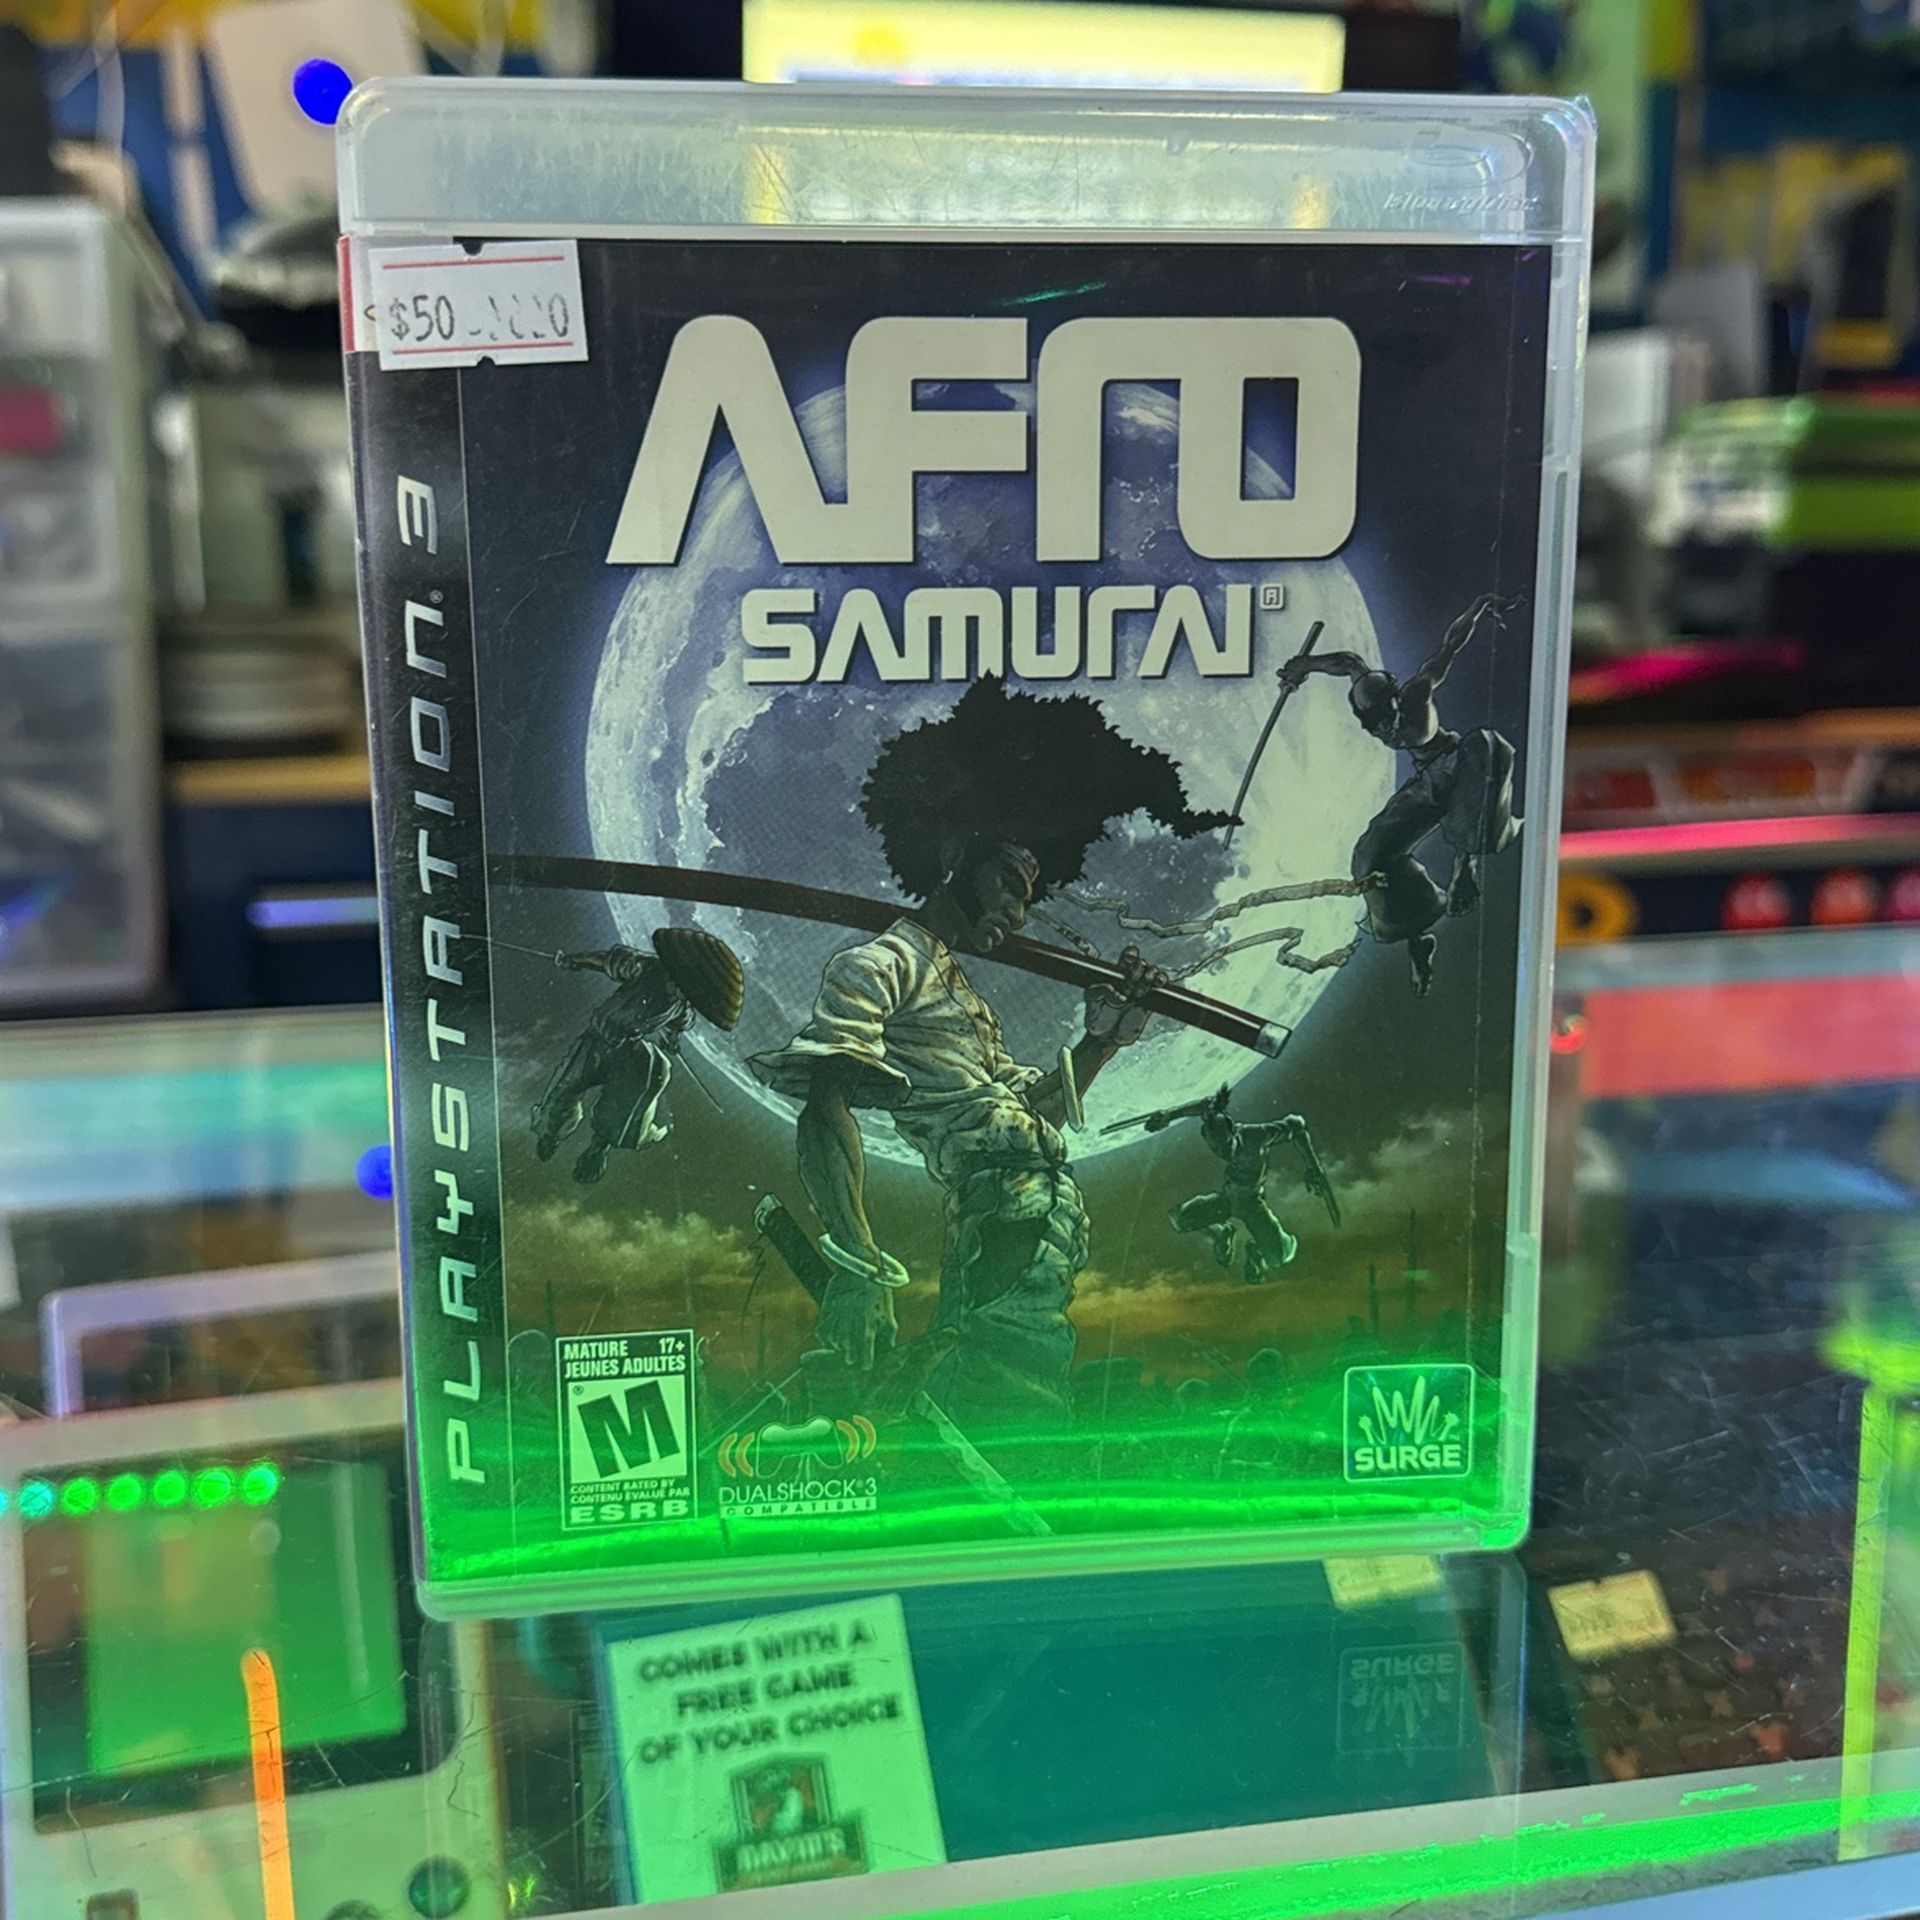 $50
AFRO
SAMURAI®
PLAYSTATION®3
MATURE 17+
JEUNES ADULTES
M
CONTENT RATED BY
CONTENU ÉVALUÉ PAR
ESRB
DUALSHOCK®3
COMPATIBLE
SURGE
COMES WITH A
FREE GAME
OF YOUR CHOICE